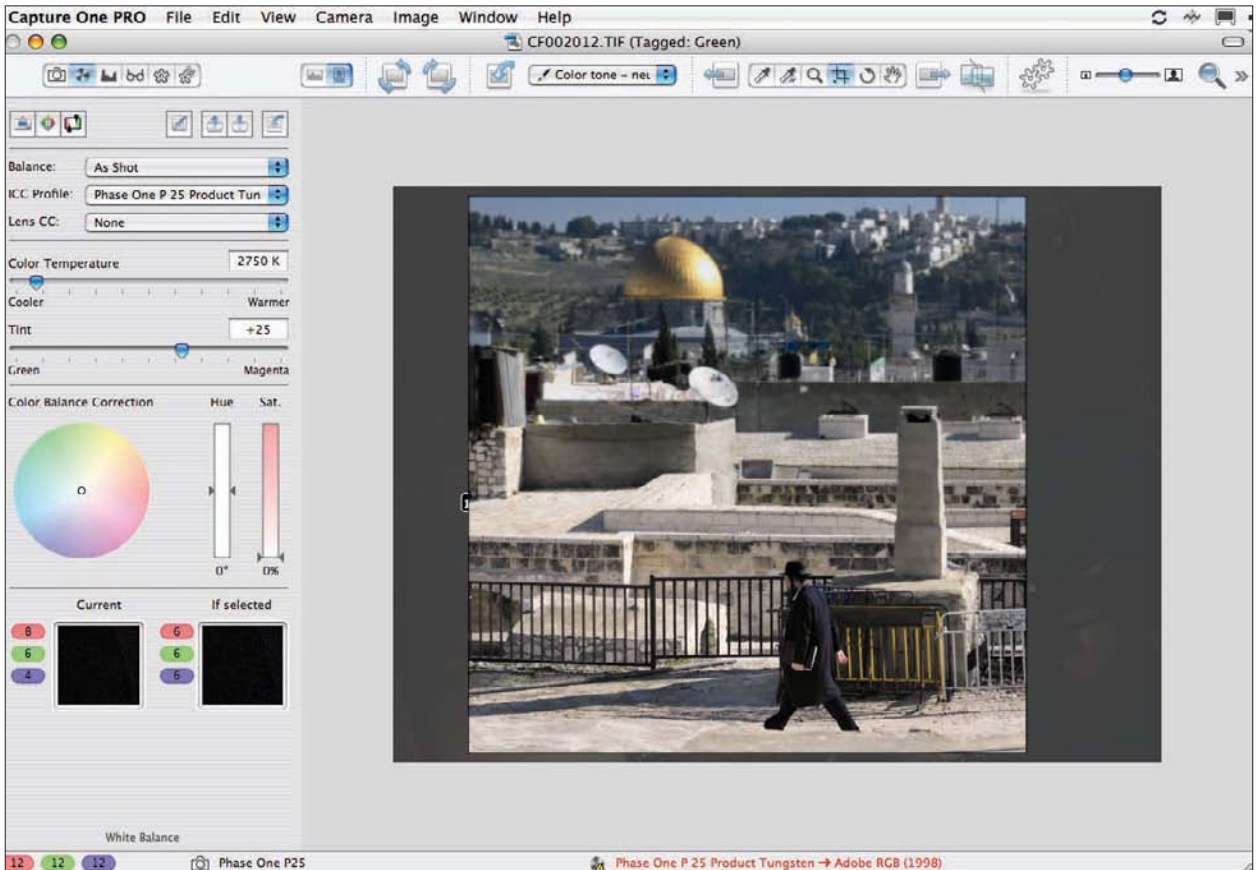 Capture One PRO File Edit View Camera Image Window Help
CF002012.TIF (Tagged: Green)
Color tone – neu
Balance: As Shot
ICC Profile: Phase One P 25 Product Tun
Lens CC: None
Color Temperature 2750 K
Cooler Warmer
Tint +25
Green Magenta
Color Balance Correction Hue Sat.
0° 0%
Current If selected
8 6
6 6
4 6
White Balance
12 12 12 Phase One P25 Phase One P 25 Product Tungsten → Adobe RGB (1998)